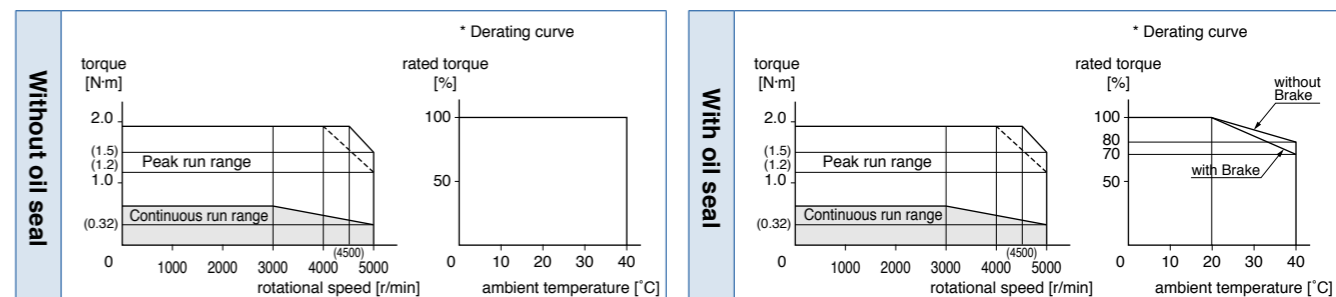 Without oil seal
* Derating curve
torque
[N·m]
rated torque
[%]
2.0
(1.5)
(1.2)
1.0
(0.32)
0
Peak run range
Continuous run range
1000 2000 3000 4000 5000
(4500)
rotational speed [r/min]
100
50
0 10 20 30 40
ambient temperature [˚C]
With oil seal
* Derating curve
torque
[N·m]
rated torque
[%]
2.0
(1.5)
(1.2)
1.0
(0.32)
0
Peak run range
Continuous run range
1000 2000 3000 4000 5000
(4500)
rotational speed [r/min]
without
Brake
100
80
70
50
with Brake
0 10 20 30 40
ambient temperature [˚C]